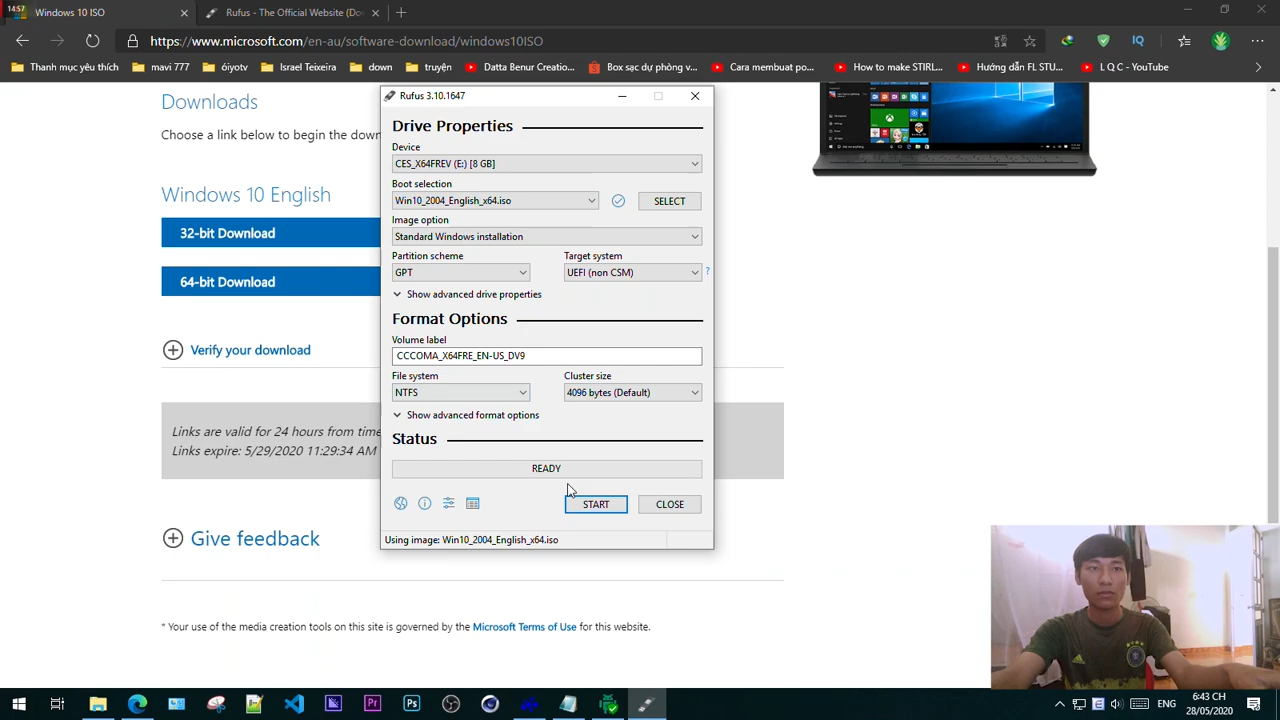 14:57
Windows 10 ISO
Rufus - The Official Website (Do
https://www.microsoft.com/en-au/software-download/windows10ISO
IQ
Thanh mục yêu thích
mavi 777
óiyotv
Israel Teixeira
down
truyện
Datta Benur Creatio...
Box sạc dự phòng v...
Cara membuat po...
How to make STIRL...
Hướng dẫn FL STU...
L Q C - YouTube
Downloads
Choose a link below to begin the down
Windows 10 English
32-bit Download
64-bit Download
Verify your download
Links are valid for 24 hours from time
Links expire: 5/29/2020 11:29:34 AM
Give feedback
* Your use of the media creation tools on this site is governed by the Microsoft Terms of Use for this website.
Rufus 3.10.1647
Drive Properties
Device
CES_X64FREV (E:) [8 GB]
Boot selection
Win10_2004_English_x64.iso
SELECT
Image option
Standard Windows installation
Partition scheme
Target system
GPT
UEFI (non CSM)
?
Show advanced drive properties
Format Options
Volume label
CCCOMA_X64FRE_EN-US_DV9
File system
Cluster size
NTFS
4096 bytes (Default)
Show advanced format options
Status
READY
START
CLOSE
Using image: Win10_2004_English_x64.iso
Pr
Ps
ENG
6:43 CH
28/05/2020